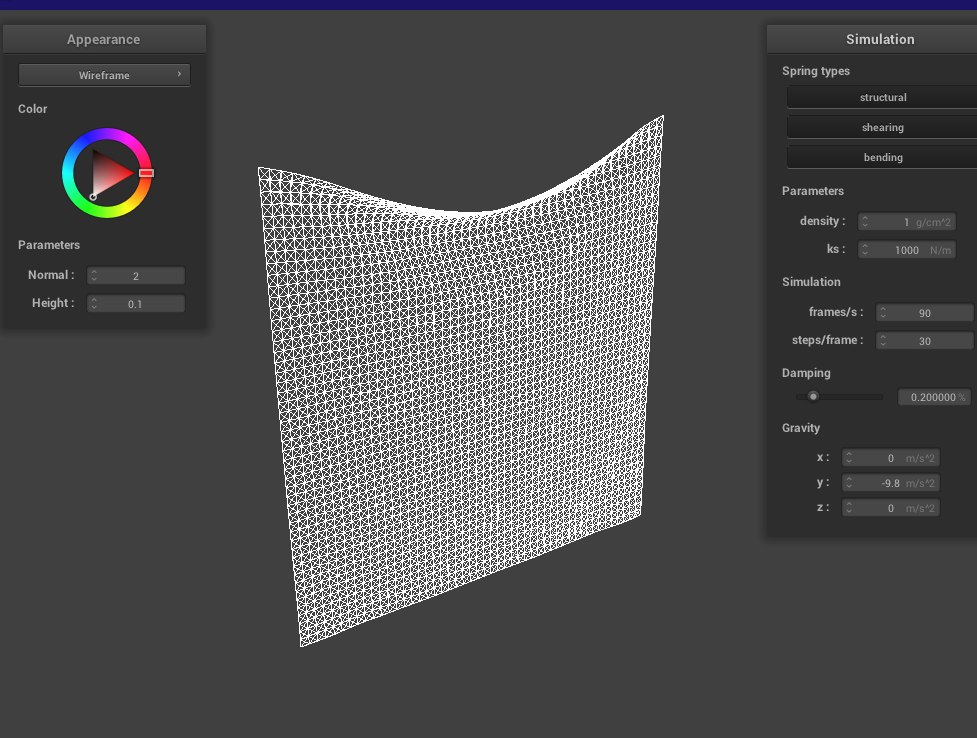 Appearance
Wireframe
Color
Parameters
Normal : 2
Height : 0.1
Simulation
Spring types
structural
shearing
bending
Parameters
density : 1 g/cm^2
ks : 1000 N/m
Simulation
frames/s : 90
steps/frame : 30
Damping
0.200000 %
Gravity
x : 0 m/s^2
y : -9.8 m/s^2
z : 0 m/s^2